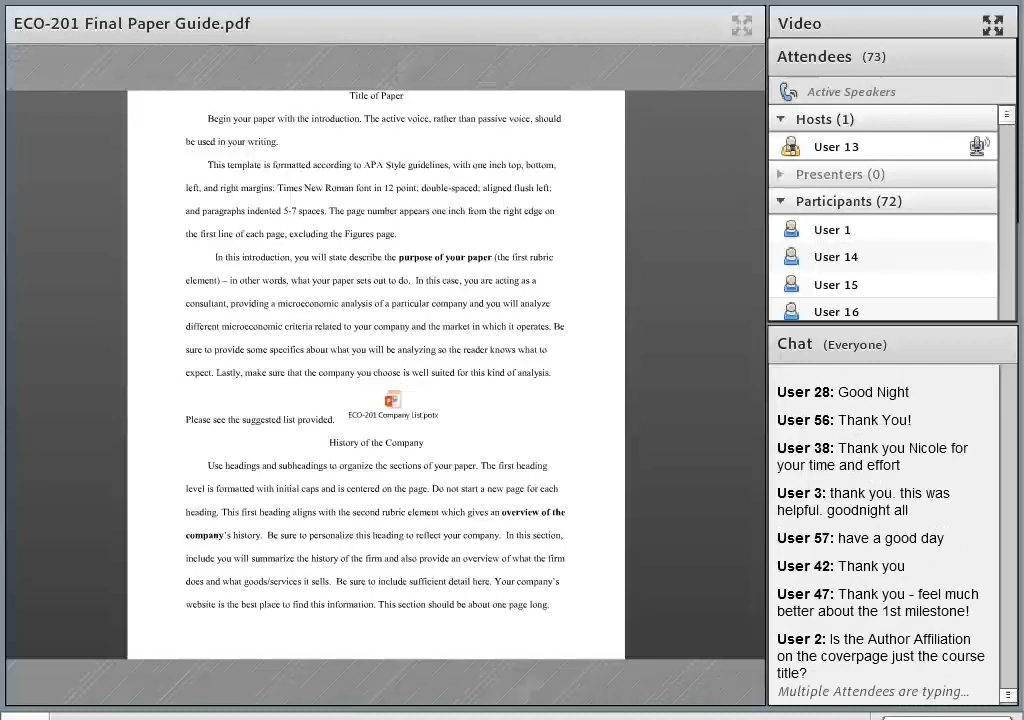 ECO-201 Final Paper Guide.pdf
Title of Paper
Begin your paper with the introduction. The active voice, rather than passive voice, should
be used in your writing.
This template is formatted according to APA Style guidelines, with one inch top, bottom,
left, and right margins; Times New Roman font in 12 point; double-spaced; aligned flush left;
and paragraphs indented 5-7 spaces. The page number appears one inch from the right edge on
the first line of each page, excluding the Figures page.
In this introduction, you will state describe the purpose of your paper (the first rubric
element) – in other words, what your paper sets out to do. In this case, you are acting as a
consultant, providing a microeconomic analysis of a particular company and you will analyze
different microeconomic criteria related to your company and the market in which it operates. Be
sure to provide some specifics about what you will be analyzing so the reader knows what to
expect. Lastly, make sure that the company you choose is well suited for this kind of analysis.
Please see the suggested list provided.
ECO-201 Company List.potx
History of the Company
Use headings and subheadings to organize the sections of your paper. The first heading
level is formatted with initial caps and is centered on the page. Do not start a new page for each
heading. This first heading aligns with the second rubric element which gives an overview of the
company's history. Be sure to personalize this heading to reflect your company. In this section,
include you will summarize the history of the firm and also provide an overview of what the firm
does and what goods/services it sells. Be sure to include sufficient detail here. Your company's
website is the best place to find this information. This section should be about one page long.
Video
Attendees (73)
Active Speakers
Hosts (1)
User 13
Presenters (0)
Participants (72)
User 1
User 14
User 15
User 16
Chat (Everyone)
User 28: Good Night
User 56: Thank You!
User 38: Thank you Nicole for
your time and effort
User 3: thank you. this was
helpful. goodnight all
User 57: have a good day
User 42: Thank you
User 47: Thank you - feel much
better about the 1st milestone!
User 2: Is the Author Affiliation
on the coverpage just the course
title?
Multiple Attendees are typing...